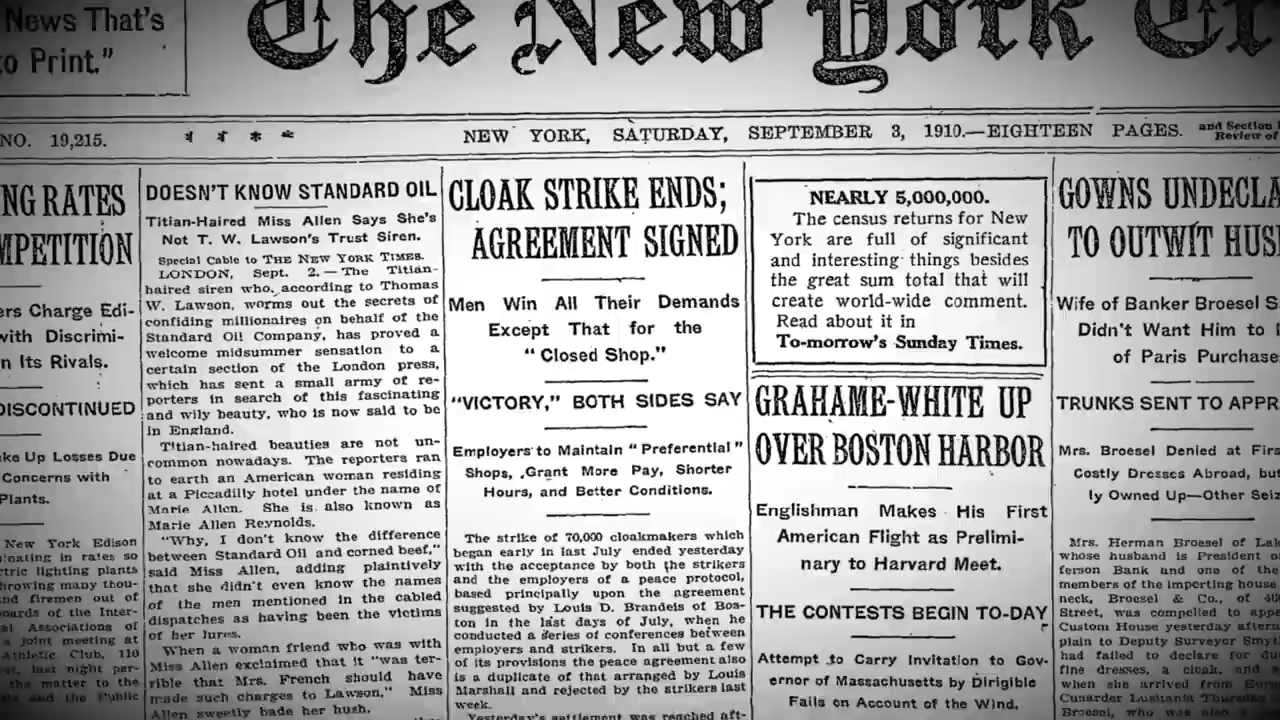 News That's
to Print."
The New York
NO. 19,215.
* * * *
NEW YORK, SATURDAY, SEPTEMBER 3, 1910.—EIGHTEEN PAGES.
and Section
Review of
NG RATES
MPETITION
ers Charge Edi-
with Discrimi-
n Its Rivals.
DISCONTINUED
ke Up Losses Due
Concerns with
Plants.
New York Edison
inating in rates so
ctric lighting plants
hrowing many thou-
nd firemen out of
oards of the Inter-
al Associations of
a joint meeting at
Athletic Club, 110
et, last night per-
the matter to the
and the Public
DOESN'T KNOW STANDARD OIL
Titian-Haired Miss Allen Says She's
Not T. W. Lawson's Trust Siren.
Special Cable to THE NEW YORK TIMES.
LONDON, Sept. 2.—The Titian-
haired siren who, according to Thomas
W. Lawson, worms out the secrets of
confiding millionaires on behalf of the
Standard Oil Company, has proved a
welcome midsummer sensation to a
certain section of the London press,
which has sent a small army of re-
porters in search of this fascinating
and wily beauty, who is now said to be
in England.
Titian-haired beauties are not un-
common nowadays. The reporters ran
to earth an American woman residing
at a Piccadilly hotel under the name of
Marie Allen. She is also known as
Marie Allen Reynolds.
"Why, I don't know the difference
between Standard Oil and corned beef,"
said Miss Allen, adding plaintively
that she didn't even know the names
of the men mentioned in the cabled
dispatches as having been the victims
of her lures.
When a woman friend who was with
Miss Allen exclaimed that it "was ter-
rible that Mrs. French should have
made such charges to Lawson," Miss
Allen sweetly bade her hush.
CLOAK STRIKE ENDS;
AGREEMENT SIGNED
Men Win All Their Demands
Except That for the
"Closed Shop."
"VICTORY," BOTH SIDES SAY
Employers to Maintain "Preferential"
Shops, Grant More Pay, Shorter
Hours, and Better Conditions.
The strike of 70,000 cloakmakers which
began early in last July ended yesterday
with the acceptance by both the strikers
and the employers of a peace protocol,
based principally upon the agreement
suggested by Louis D. Brandeis of Bos-
ton in the last days of July, when he
conducted a series of conferences between
employers and strikers. In all but a few
of its provisions the peace agreement also
is a duplicate of that arranged by Louis
Marshall and rejected by the strikers last
week.
Yesterday's settlement was reached aft-
NEARLY 5,000,000.
The census returns for New
York are full of significant
and interesting things besides
the great sum total that will
create world-wide comment.
Read about it in
To-morrow's Sunday Times.
GRAHAME-WHITE UP
OVER BOSTON HARBOR
Englishman Makes His First
American Flight as Prelimi-
nary to Harvard Meet.
THE CONTESTS BEGIN TO-DAY
Attempt to Carry Invitation to Gov-
ernor of Massachusetts by Dirigible
Fails on Account of the Wind.
GOWNS UNDECLA
TO OUTWIT HUS
Wife of Banker Broesel S
Didn't Want Him to
of Paris Purchase
TRUNKS SENT TO APPR
Mrs. Broesel Denied at Firs
Costly Dresses Abroad, but
ly Owned Up—Other Seiz
Mrs. Herman Broesel of Lak
whose husband is President o
ferson Bank and one of the
members of the importing house
neck, Broesel & Co., of
Street, was compelled to appe
Custom House yesterday aftern
plain to Deputy Surveyor Smyt
had failed to declare for du
fine dresses, a cloak, and
when she arrived from Euro
Cunarder Lusitania Thursday
Broesel, who was also